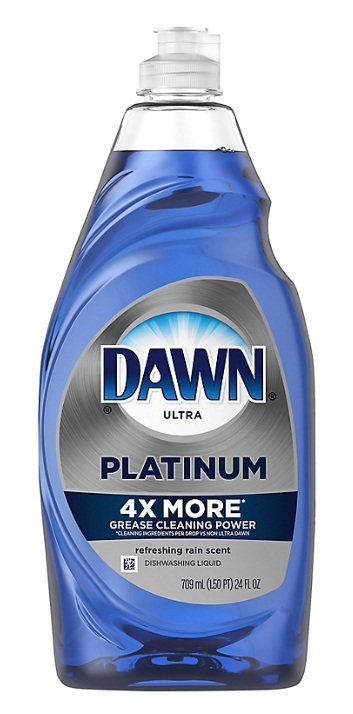 DAWN®
®
ULTRA
PLATINUM
4X MORE*
GREASE CLEANING POWER
*CLEANING INGREDIENTS PER DROP VS NON ULTRA DAWN
refreshing rain scent
DISHWASHING LIQUID
709 mL (1.50 PT) 24 FL OZ